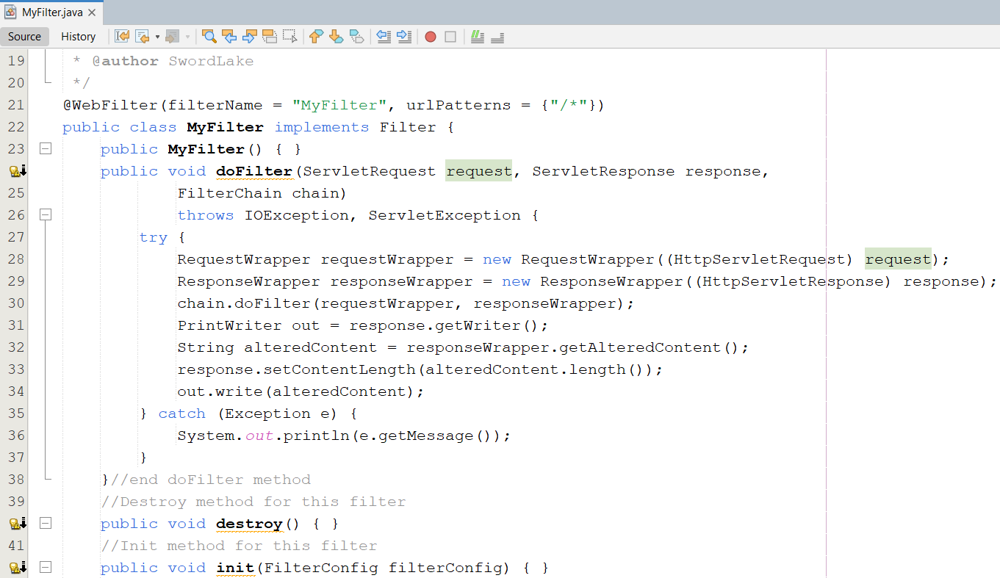 MyFilter.java
Source History
19 * @author SwordLake
20 */
21 @WebFilter(filterName = "MyFilter", urlPatterns = {"/*"})
22 public class MyFilter implements Filter {
23 public MyFilter() { }
public void doFilter(ServletRequest request, ServletResponse response,
25 FilterChain chain)
26 throws IOException, ServletException {
27 try {
28 RequestWrapper requestWrapper = new RequestWrapper((HttpServletRequest) request);
29 ResponseWrapper responseWrapper = new ResponseWrapper((HttpServletResponse) response);
30 chain.doFilter(requestWrapper, responseWrapper);
31 PrintWriter out = response.getWriter();
32 String alteredContent = responseWrapper.getAlteredContent();
33 response.setContentLength(alteredContent.length());
34 out.write(alteredContent);
35 } catch (Exception e) {
36 System.out.println(e.getMessage());
37 }
38 }//end doFilter method
39 //Destroy method for this filter
public void destroy() { }
41 //Init method for this filter
public void init(FilterConfig filterConfig) { }